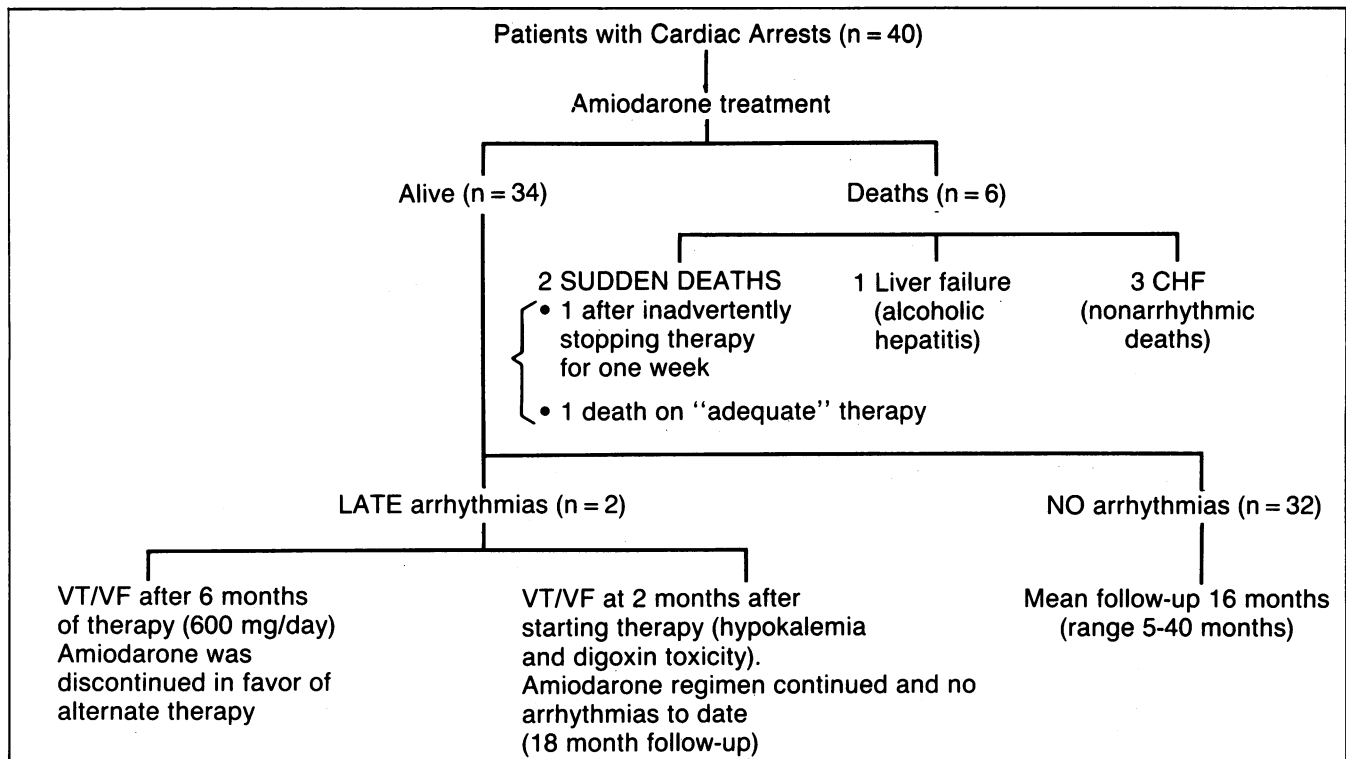 Patients with Cardiac Arrests (n = 40)
Amiodarone treatment
Alive (n = 34)
Deaths (n = 6)
2 SUDDEN DEATHS
• 1 after inadvertently
stopping therapy
for one week
• 1 death on "adequate" therapy
1 Liver failure
(alcoholic
hepatitis)
3 CHF
(nonarrhythmic
deaths)
LATE arrhythmias (n = 2)
NO arrhythmias (n = 32)
VT/VF after 6 months
of therapy (600 mg/day)
Amiodarone was
discontinued in favor of
alternate therapy
VT/VF at 2 months after
starting therapy (hypokalemia
and digoxin toxicity).
Amiodarone regimen continued and no
arrhythmias to date
(18 month follow-up)
Mean follow-up 16 months
(range 5-40 months)